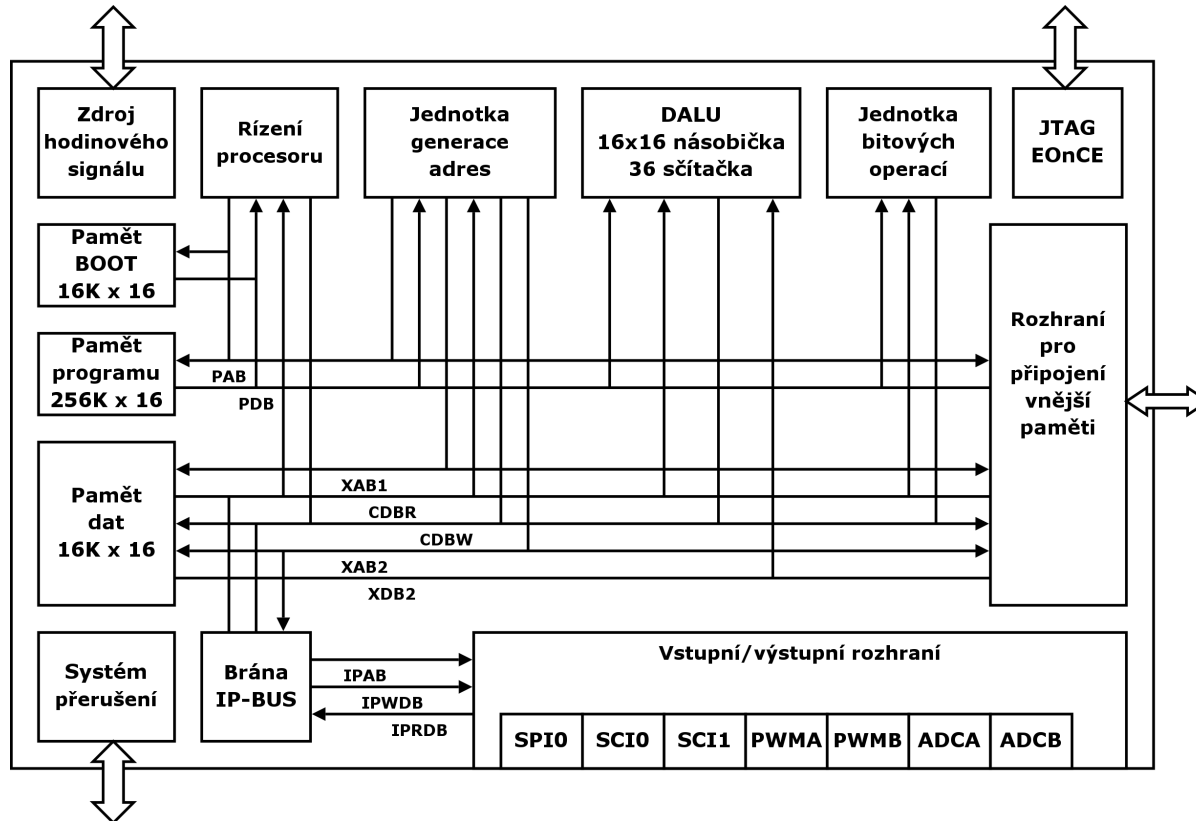 Zdroj
hodinového
signálu
Rízení
procesoru
Jednotka
generace
adres
DALU
16x16 násobička
36 sčítačka
Jednotka
bitových
operací
JTAG
EOnCE
Pamět
BOOT
16K x 16
Pamět
programu
256K x 16
PAB
PDB
Rozhraní
pro
připojení
vnější
paměti
Pamět
dat
16K x 16
XAB1
CDBR
CDBW
XAB2
XDB2
Systém
přerušení
Brána
IP-BUS
IPAB
IPWDB
IPRDB
Vstupní/výstupní rozhraní
SPI0
SCI0
SCI1
PWMA
PWMB
ADCA
ADCB